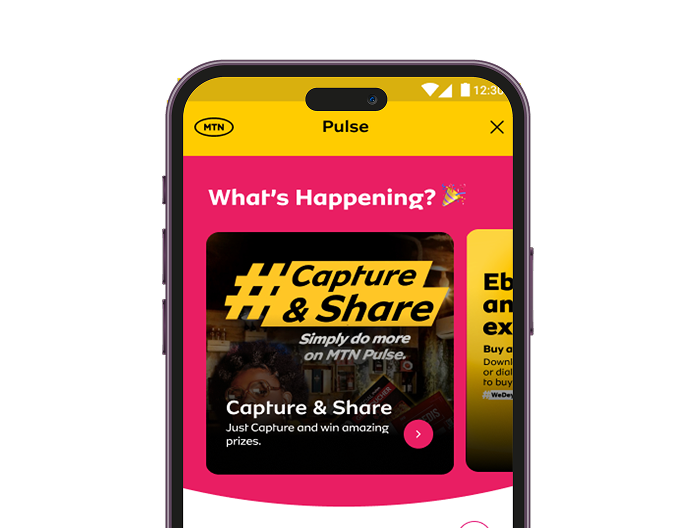 12:30
MTN
Pulse
What's Happening?
#Capture
& Share
Simply do more
on MTN Pulse.
Capture & Share
Just Capture and win amazing
prizes.
Eb
an
ex
Buy a
Downl
or dial
to buy
#WeDey